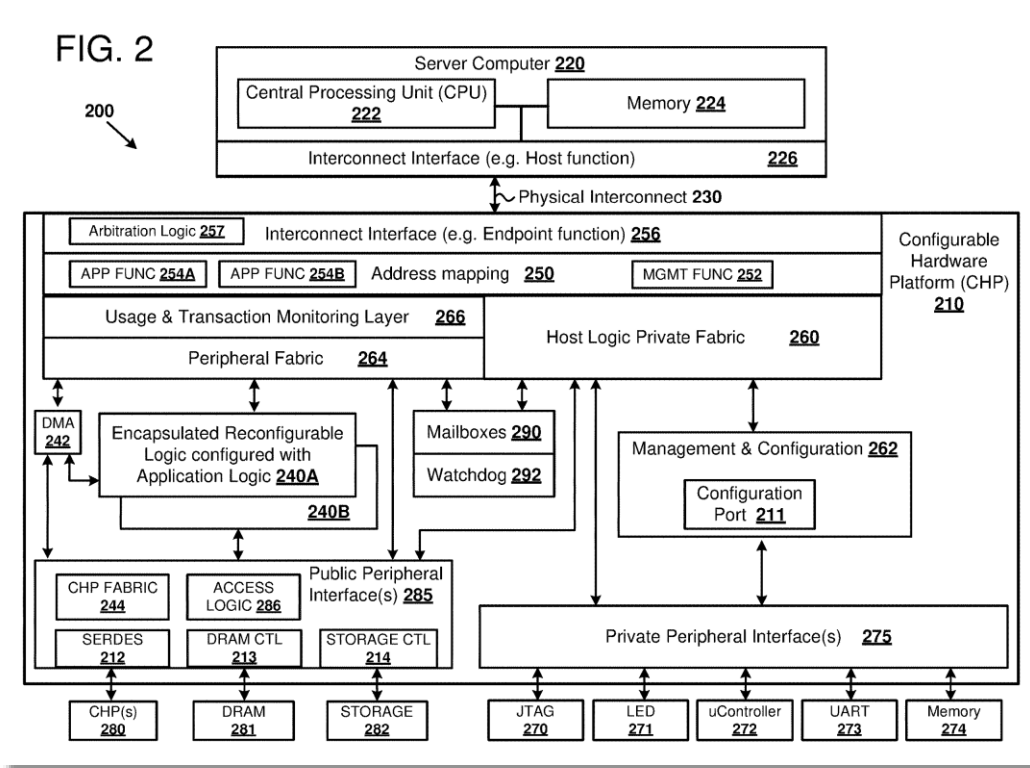 FIG. 2
200
Server Computer 220
Central Processing Unit (CPU)
222
Memory 224
Interconnect Interface (e.g. Host function) 226
Physical Interconnect 230
Arbitration Logic 257
Interconnect Interface (e.g. Endpoint function) 256
Configurable
Hardware
Platform (CHP)
210
APP FUNC 254A
APP FUNC 254B
Address mapping 250
MGMT FUNC 252
Usage & Transaction Monitoring Layer 266
Host Logic Private Fabric 260
Peripheral Fabric 264
DMA
242
Encapsulated Reconfigurable
Logic configured with
Application Logic 240A
240B
Mailboxes 290
Watchdog 292
Management & Configuration 262
Configuration
Port 211
Public Peripheral
Interface(s) 285
CHP FABRIC
244
ACCESS
LOGIC 286
SERDES
212
DRAM CTL
213
STORAGE CTL
214
Private Peripheral Interface(s) 275
CHP(s)
280
DRAM
281
STORAGE
282
JTAG
270
LED
271
uController
272
UART
273
Memory
274